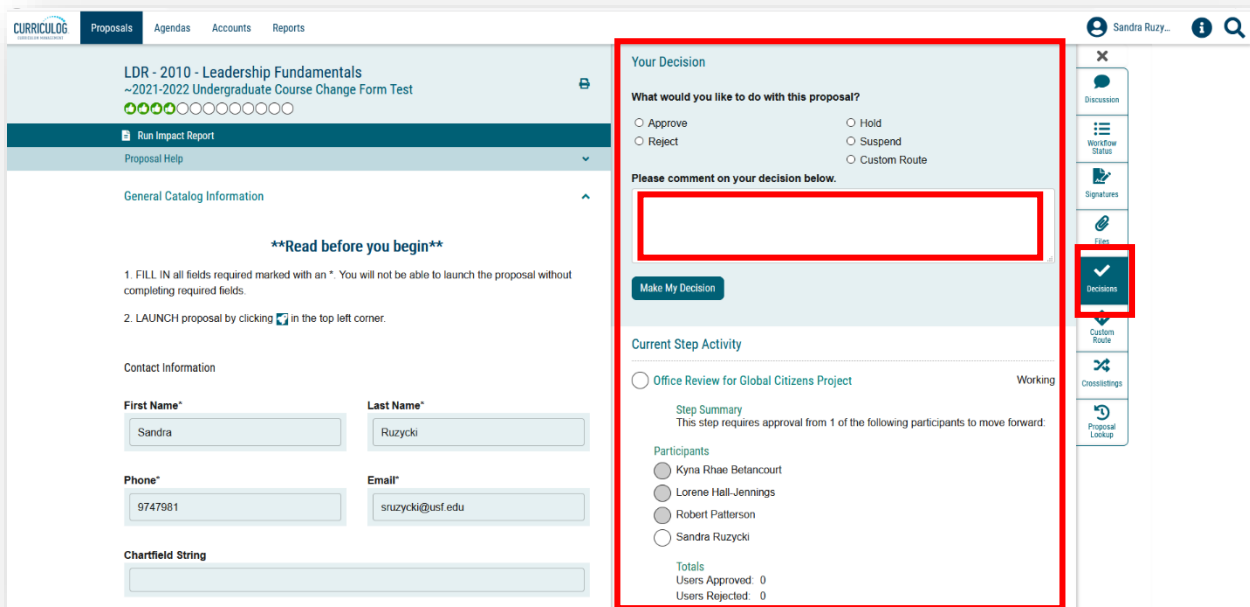 CURRICULOG
CURRICULUM MANAGEMENT
Proposals Agendas Accounts Reports
Sandra Ruzy...
LDR - 2010 - Leadership Fundamentals
~2021-2022 Undergraduate Course Change Form Test
Run Impact Report
Proposal Help
General Catalog Information
**Read before you begin**
1. FILL IN all fields required marked with an *. You will not be able to launch the proposal without
completing required fields.
2. LAUNCH proposal by clicking in the top left corner.
Contact Information
First Name* Last Name*
Sandra Ruzycki
Phone* Email*
9747981 sruzycki@usf.edu
Chartfield String
Your Decision
What would you like to do with this proposal?
Approve Hold
Reject Suspend
Custom Route
Please comment on your decision below.
Make My Decision
Current Step Activity
Office Review for Global Citizens Project Working
Step Summary
This step requires approval from 1 of the following participants to move forward:
Participants
Kyna Rhae Betancourt
Lorene Hall-Jennings
Robert Patterson
Sandra Ruzycki
Totals
Users Approved: 0
Users Rejected: 0
Discussion
Workflow
Status
Signatures
Files
Decisions
Custom
Route
Crosslistings
Proposal
Lookup